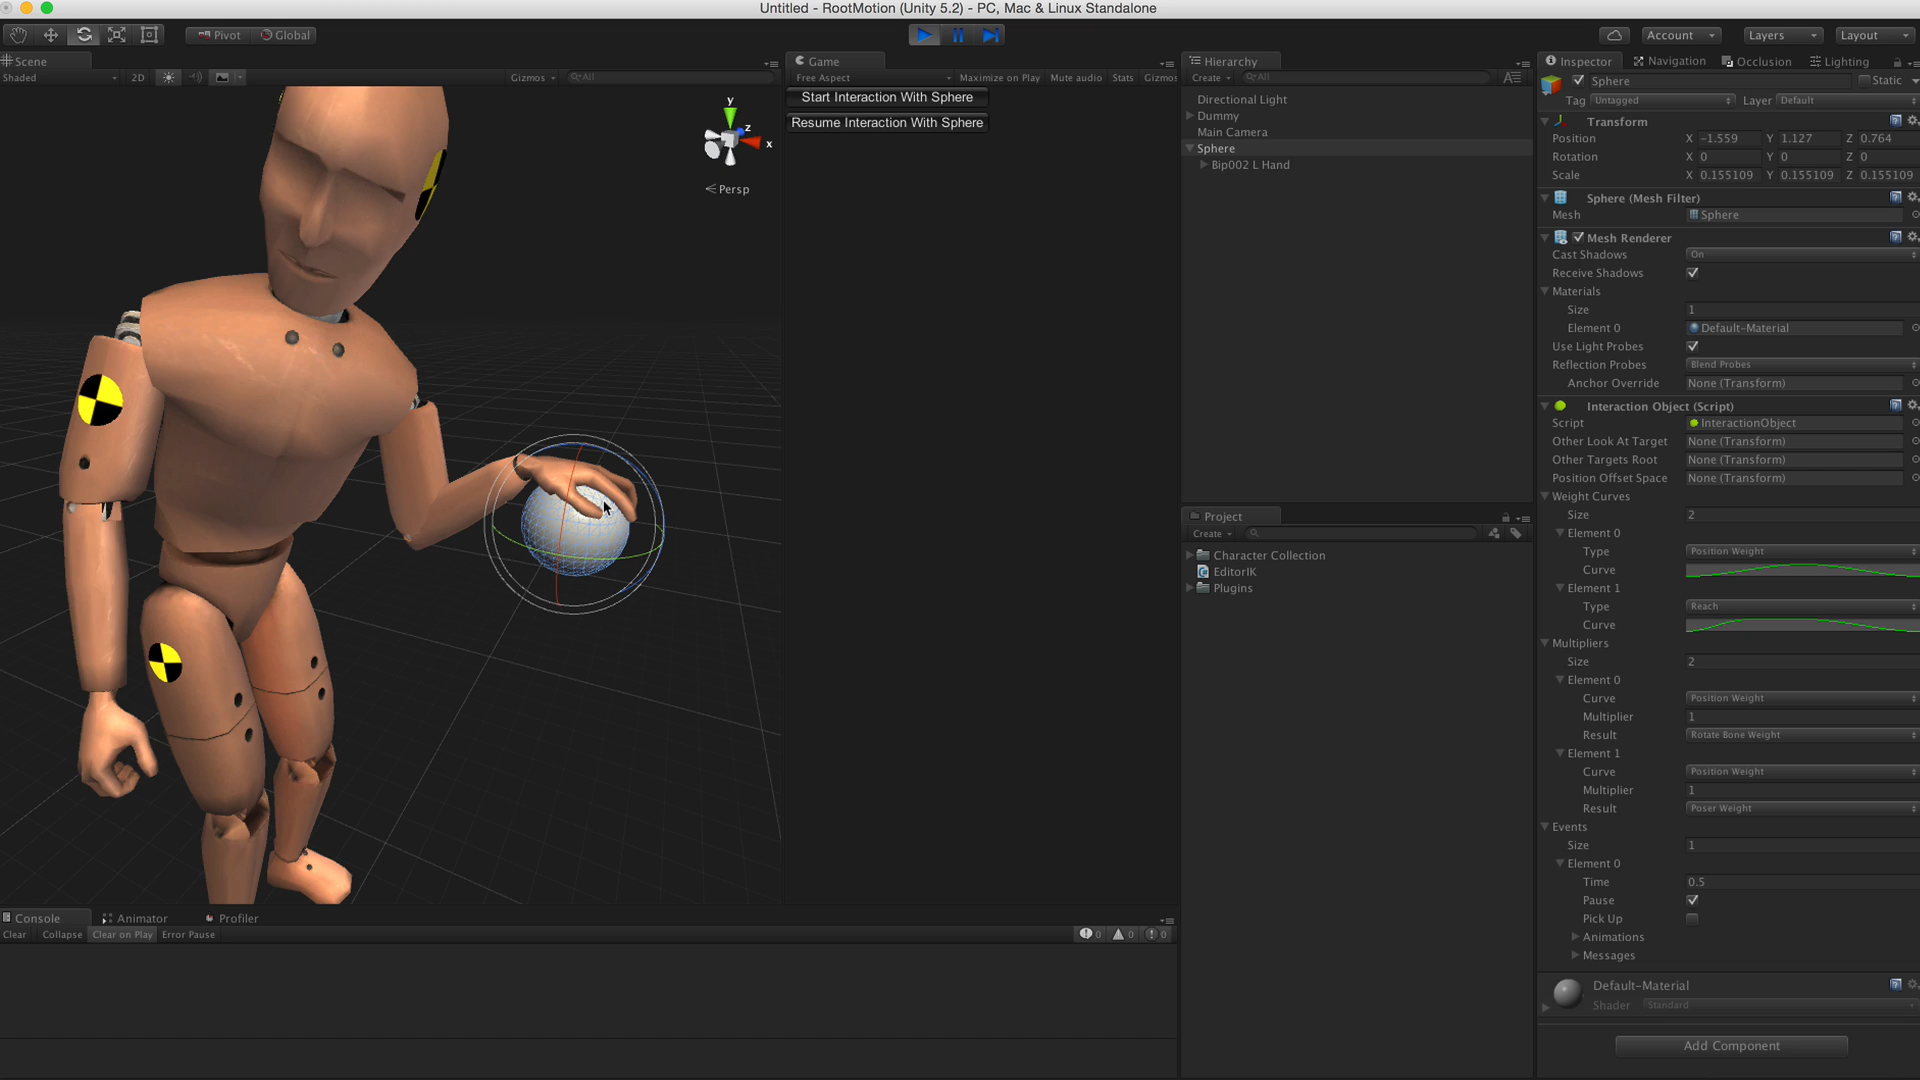 Untitled - RootMotion (Unity 5.2) - PC, Mac & Linux Standalone
Pivot Global Account Layers Layout
Scene
Shaded 2D Gizmos All
y
z
x
Persp
Game
Free Aspect Maximize on Play Mute audio Stats Gizmos
Start Interaction With Sphere
Resume Interaction With Sphere
Hierarchy
Create All
Directional Light
Dummy
Main Camera
Sphere
Bip002 L Hand
Project
Create
Character Collection
EditorIK
Plugins
Inspector Navigation Occlusion Lighting
Sphere Static
Tag Untagged Layer Default
Transform
Position X -1.559 Y 1.127 Z 0.764
Rotation X 0 Y 0 Z 0
Scale X 0.155109 Y 0.155109 Z 0.155109
Sphere (Mesh Filter)
Mesh Sphere
Mesh Renderer
Cast Shadows On
Receive Shadows
Materials
Size 1
Element 0 Default-Material
Use Light Probes
Reflection Probes Blend Probes
Anchor Override None (Transform)
Interaction Object (Script)
Script InteractionObject
Other Look At Target None (Transform)
Other Targets Root None (Transform)
Position Offset Space None (Transform)
Weight Curves
Size 2
Element 0
Type Position Weight
Curve
Element 1
Type Reach
Curve
Multipliers
Size 2
Element 0
Curve Position Weight
Multiplier 1
Result Rotate Bone Weight
Element 1
Curve Position Weight
Multiplier 1
Result Poser Weight
Events
Size 1
Element 0
Time 0.5
Pause
Pick Up
Animations
Messages
Default-Material
Shader Standard
Add Component
Console Animator Profiler
Clear Collapse Clear on Play Error Pause 0 0 0